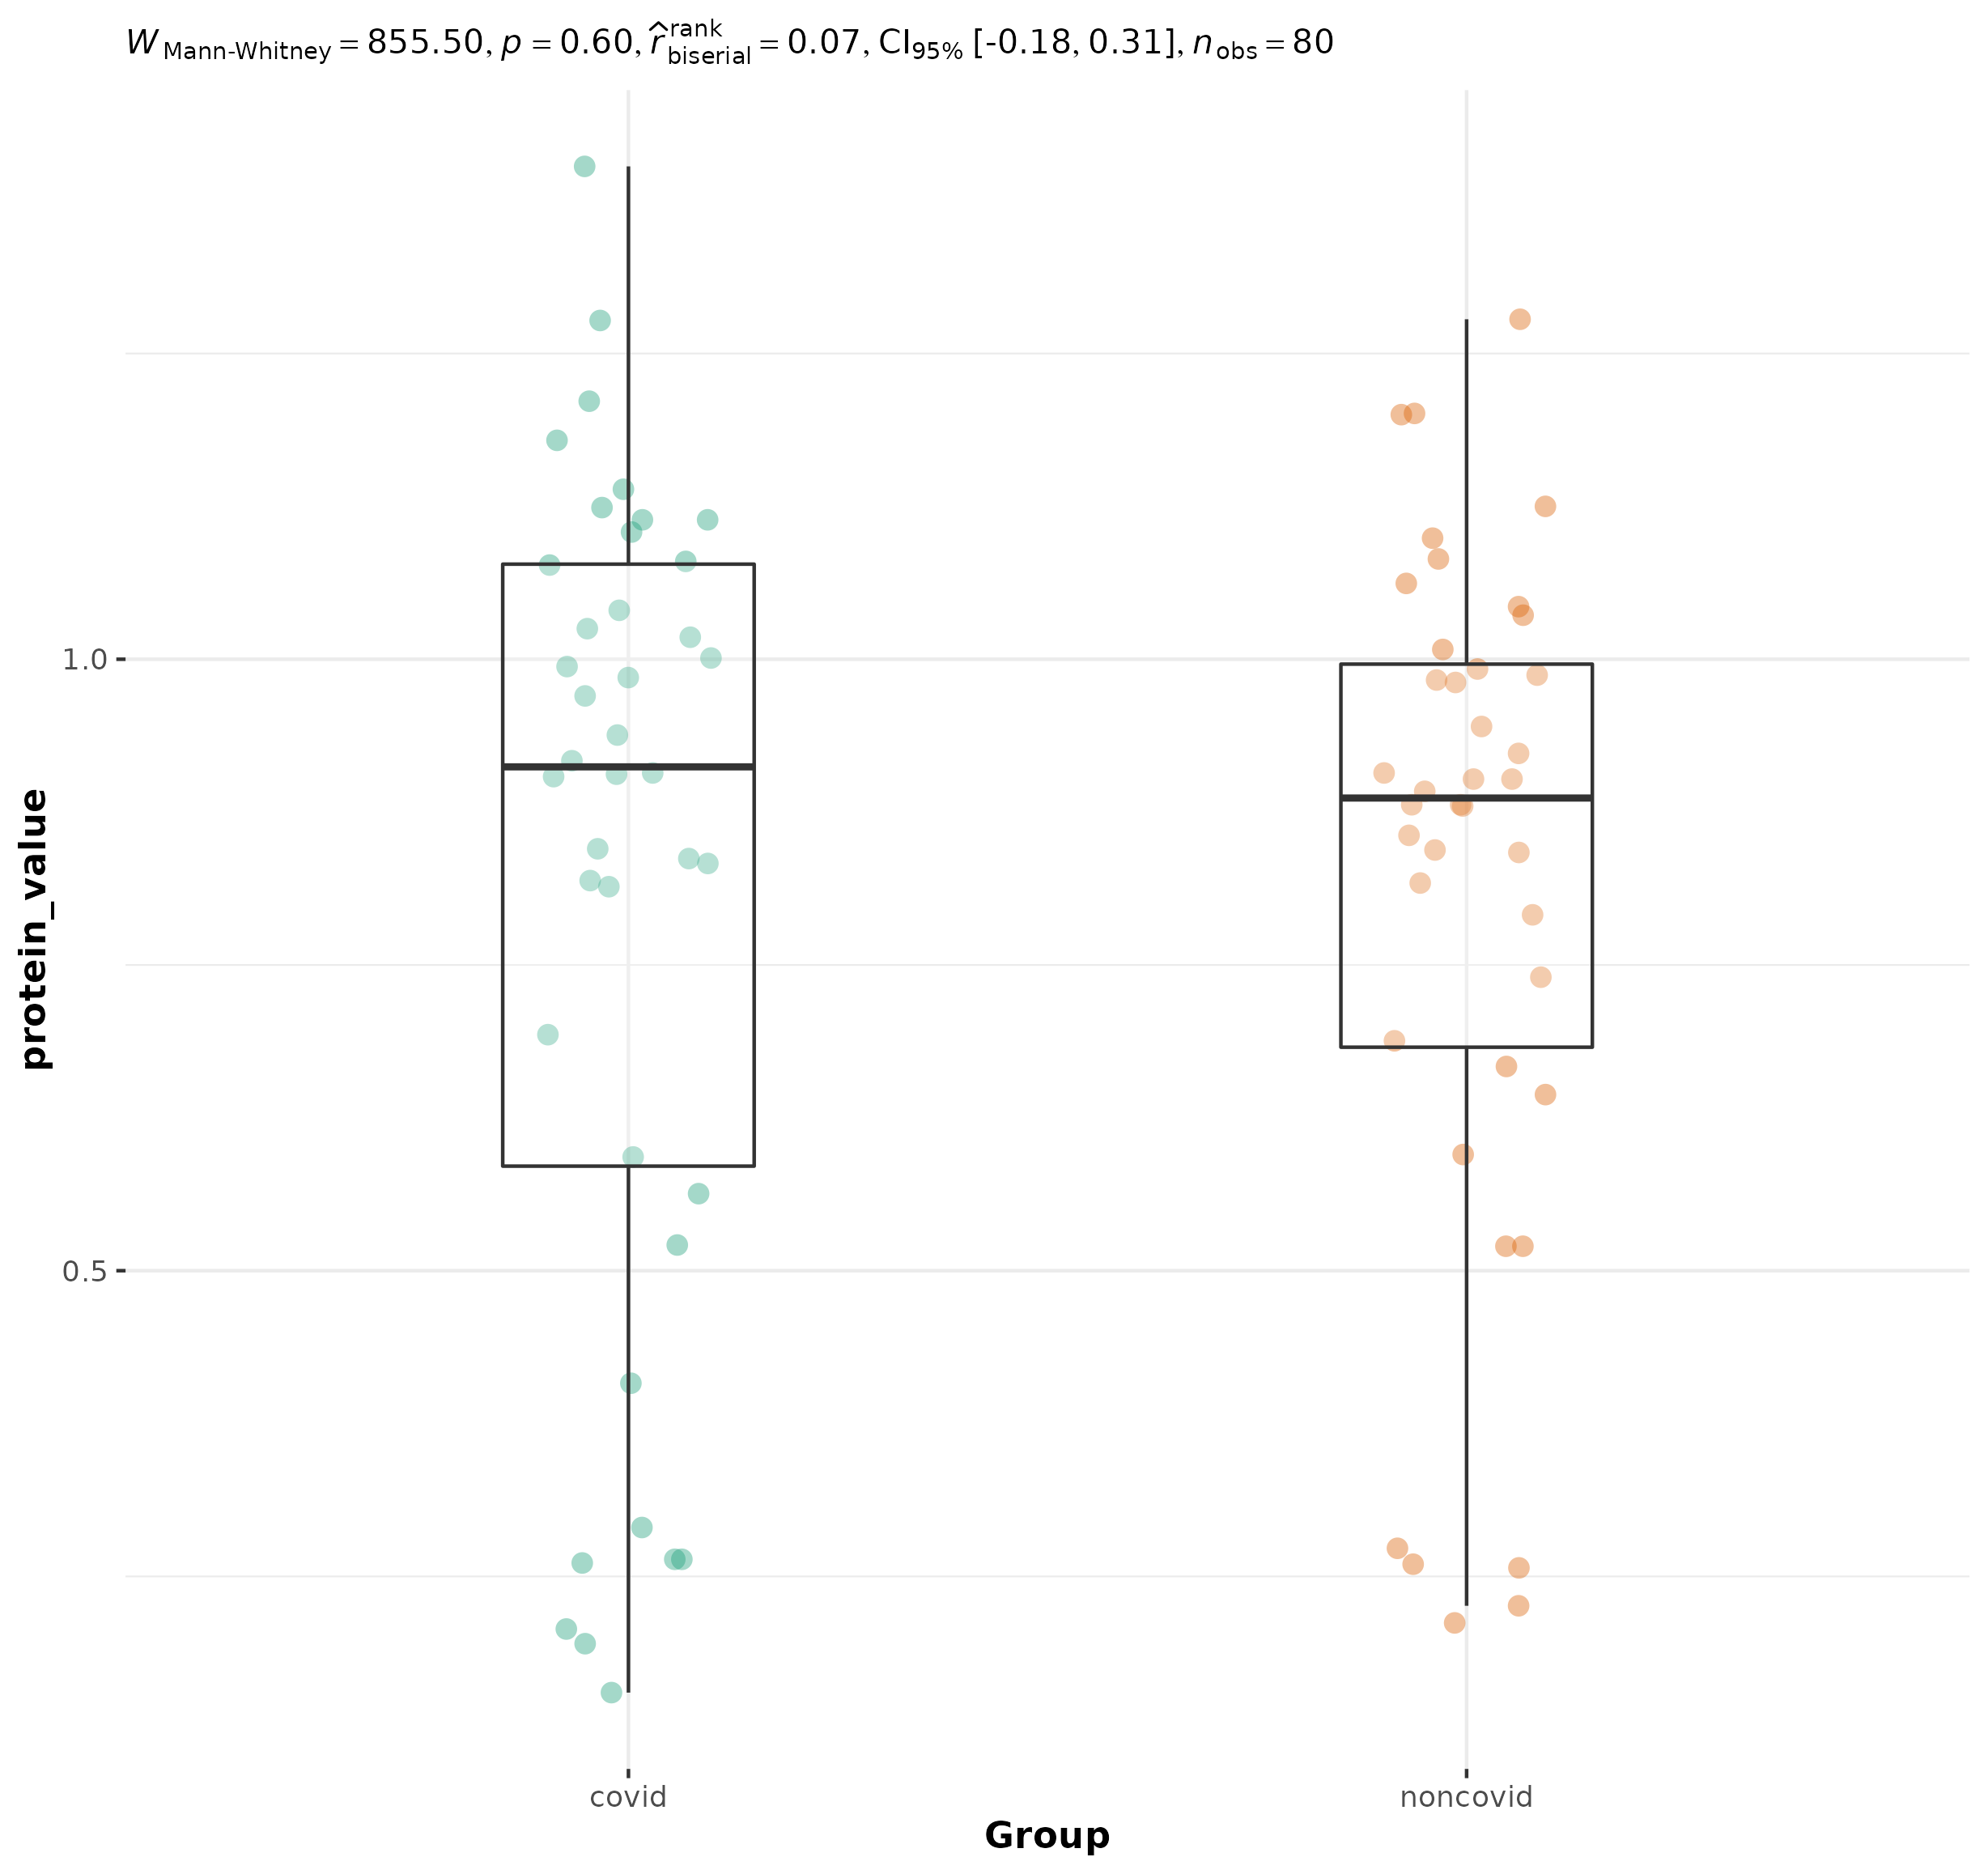 W Mann-Whitney = 855.50, p = 0.60, r̂ rank biserial = 0.07, CI95% [-0.18, 0.31], n obs = 80
1.0
0.5
protein_value
covid
noncovid
Group